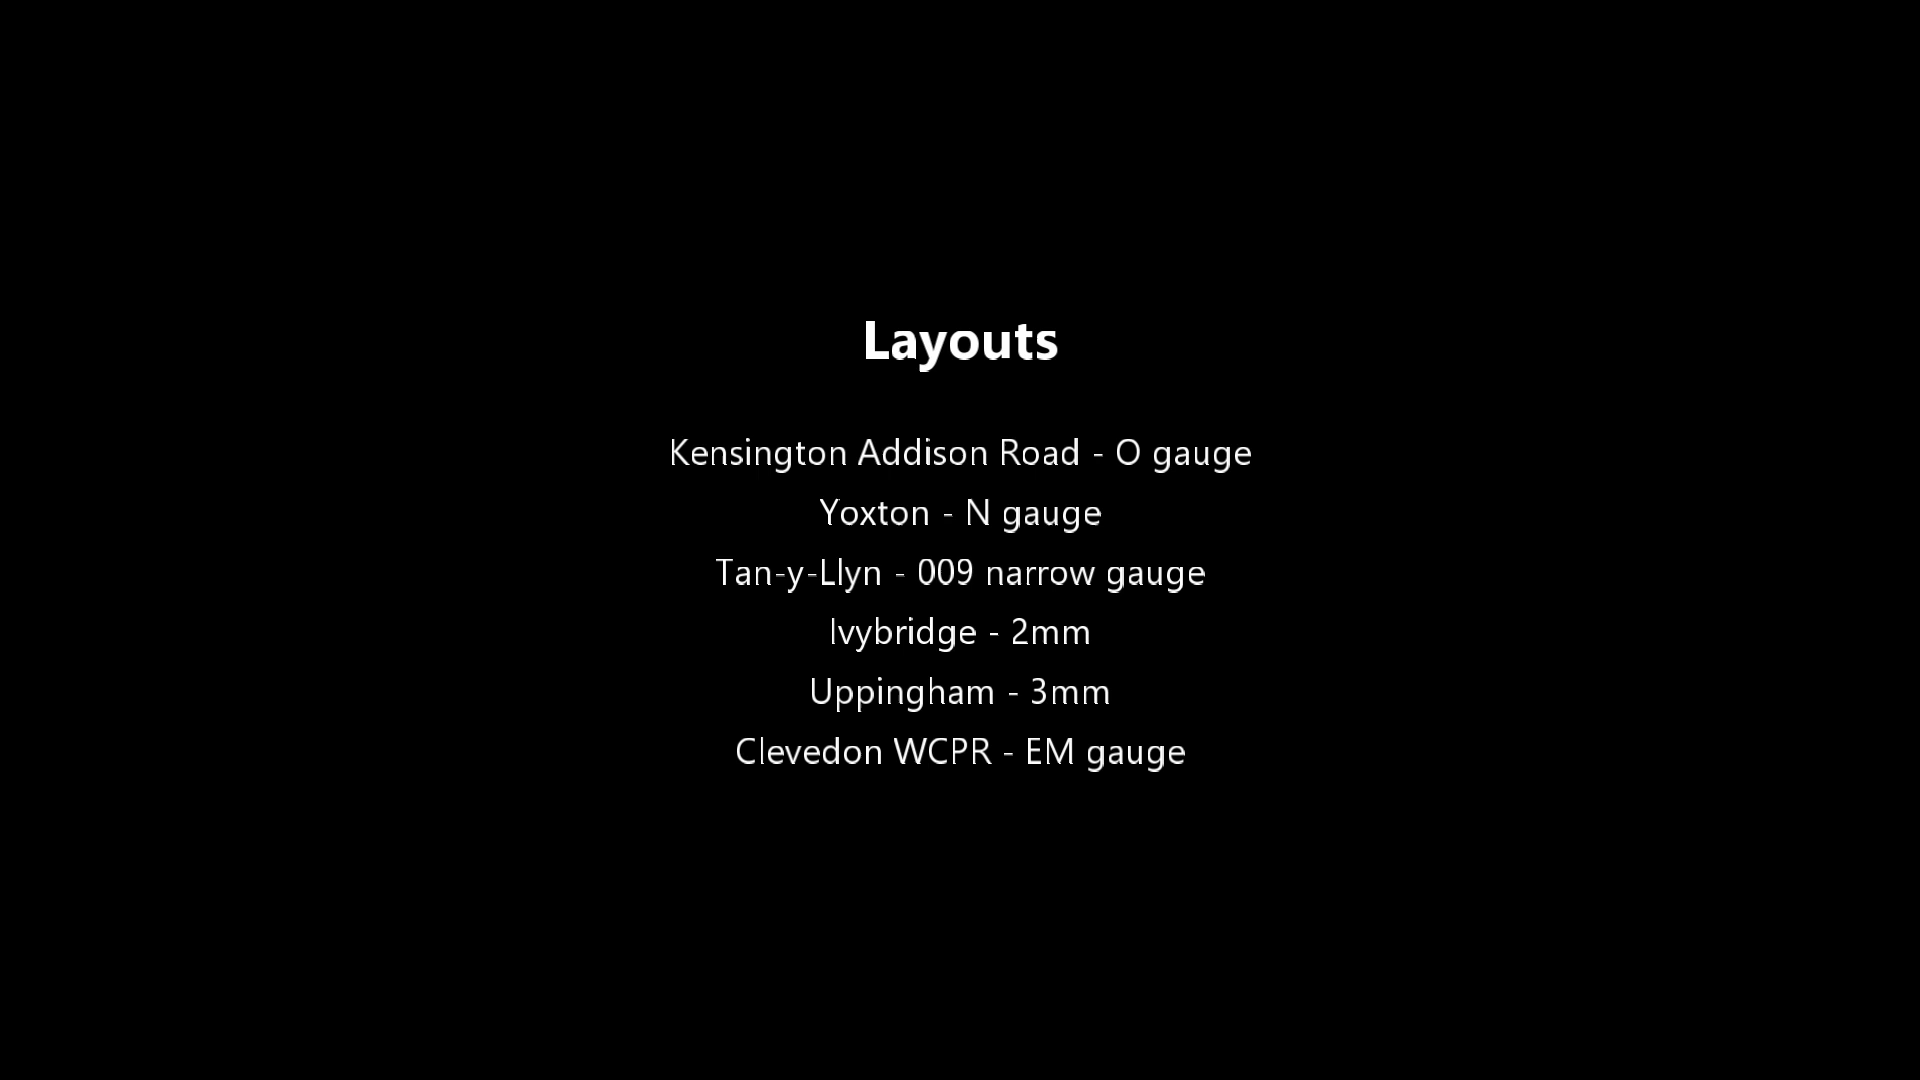 Layouts
Kensington Addison Road - O gauge
Yoxton - N gauge
Tan-y-Llyn - 009 narrow gauge
Ivybridge - 2mm
Uppingham - 3mm
Clevedon WCPR - EM gauge